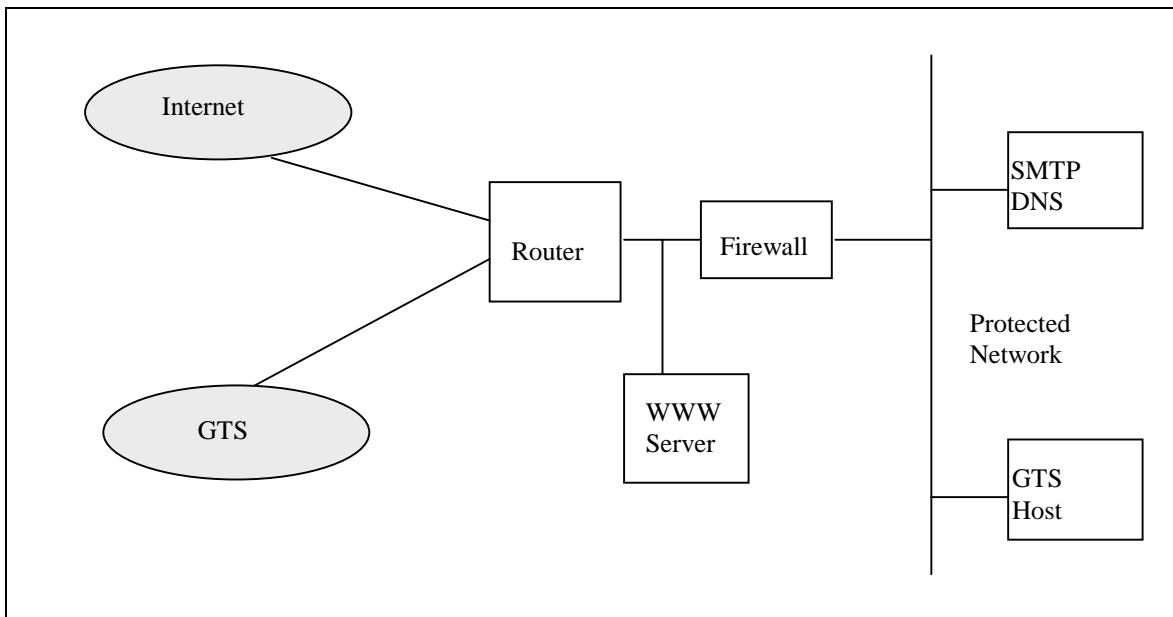 Internet
SMTP
DNS
Router
Firewall
Protected
Network
WWW
Server
GTS
GTS
Host